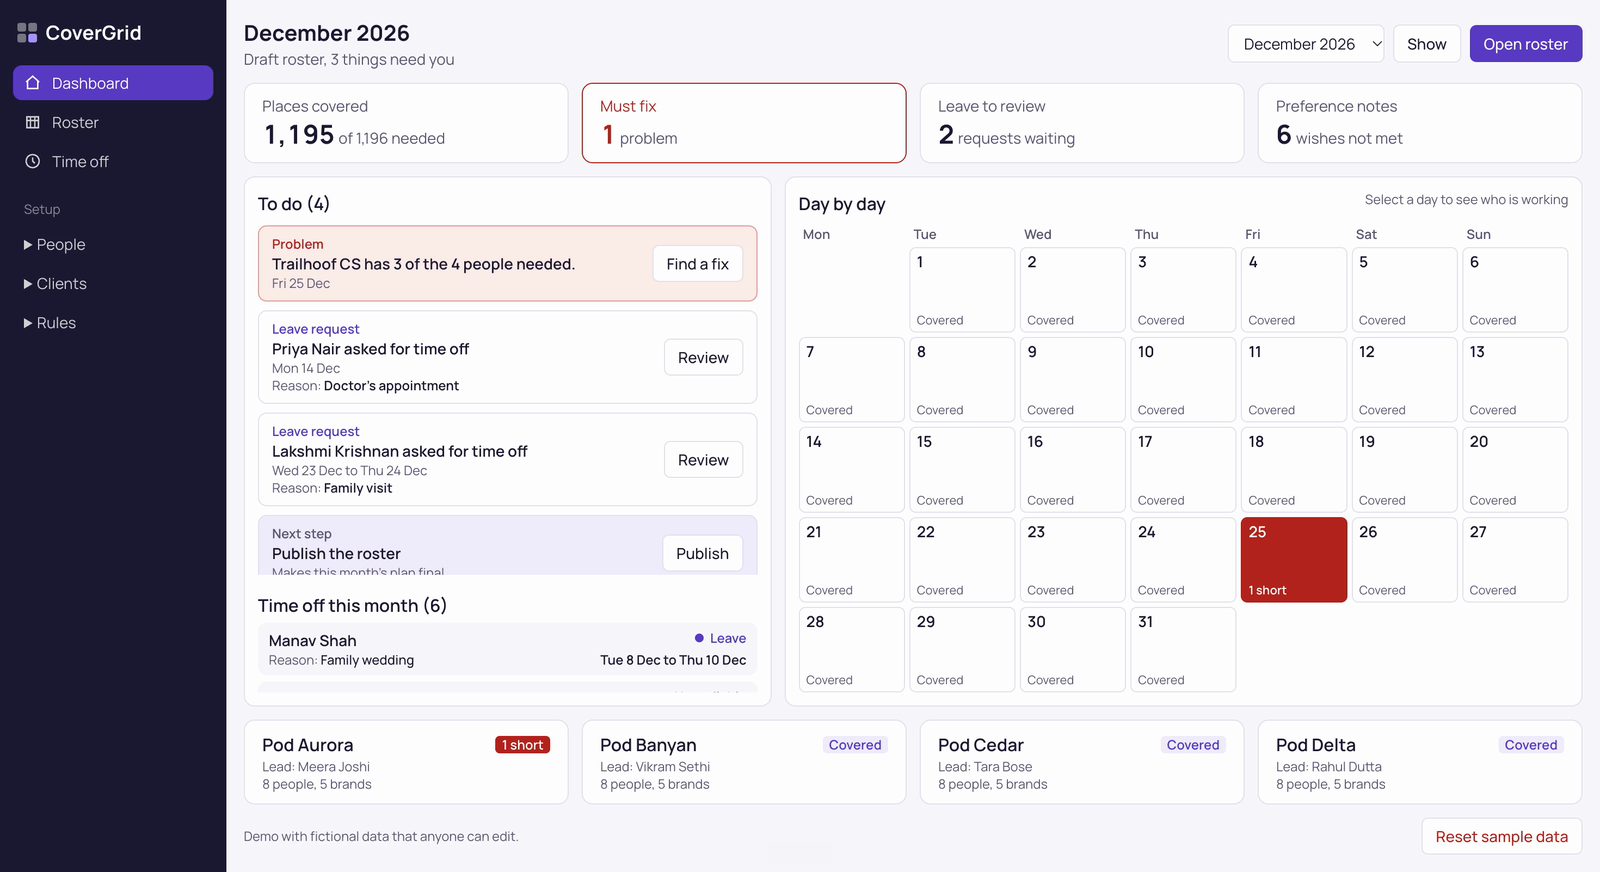 CoverGrid
Dashboard
Roster
Time off
Setup
People
Clients
Rules
December 2026
Draft roster, 3 things need you
December 2026
Show
Open roster
Places covered
1,195 of 1,196 needed
Must fix
1 problem
Leave to review
2 requests waiting
Preference notes
6 wishes not met
To do (4)
Problem
Trailhoof CS has 3 of the 4 people needed.
Fri 25 Dec
Find a fix
Leave request
Priya Nair asked for time off
Mon 14 Dec
Reason: Doctor's appointment
Review
Leave request
Lakshmi Krishnan asked for time off
Wed 23 Dec to Thu 24 Dec
Reason: Family visit
Review
Next step
Publish the roster
Makes this month's plan final
Publish
Time off this month (6)
Manav Shah
Leave
Reason: Family wedding
Tue 8 Dec to Thu 10 Dec
Day by day
Select a day to see who is working
Mon Tue Wed Thu Fri Sat Sun
1 2 3 4 5 6
Covered Covered Covered Covered Covered Covered
7 8 9 10 11 12 13
Covered Covered Covered Covered Covered Covered Covered
14 15 16 17 18 19 20
Covered Covered Covered Covered Covered Covered Covered
21 22 23 24 25 26 27
Covered Covered Covered Covered 1 short Covered Covered
28 29 30 31
Covered Covered Covered Covered
Pod Aurora
1 short
Lead: Meera Joshi
8 people, 5 brands
Pod Banyan
Covered
Lead: Vikram Sethi
8 people, 5 brands
Pod Cedar
Covered
Lead: Tara Bose
8 people, 5 brands
Pod Delta
Covered
Lead: Rahul Dutta
8 people, 5 brands
Demo with fictional data that anyone can edit.
Reset sample data